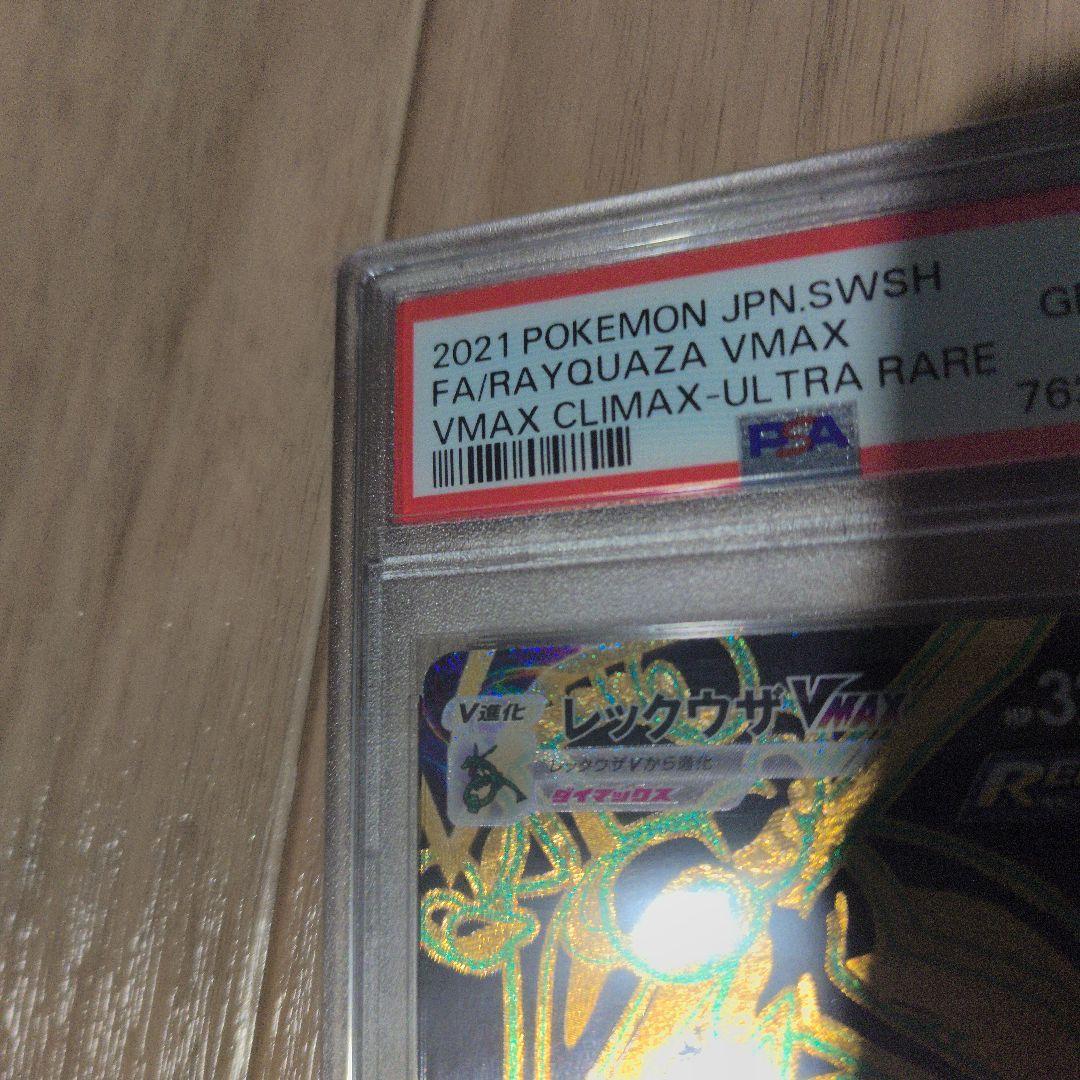 2021 POKEMON JPN.SWSH
FA/RAYQUAZA VMAX
VMAX CLIMAX-ULTRA RARE
PSA
V進化
レックウザVMAX
レックウザVから進化
ダイマックス